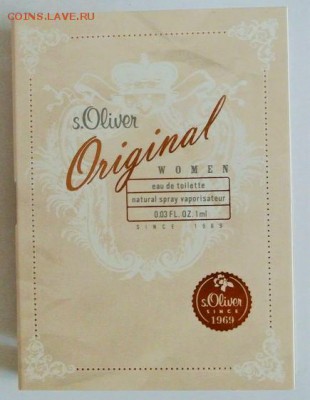 COINS.LAVE.RU
s.Oliver
Original
WOMEN
eau de toilette
natural spray vaporisateur
0.03 FL. OZ. 1ml
SINCE 1969
s.Oliver
SINCE
1969